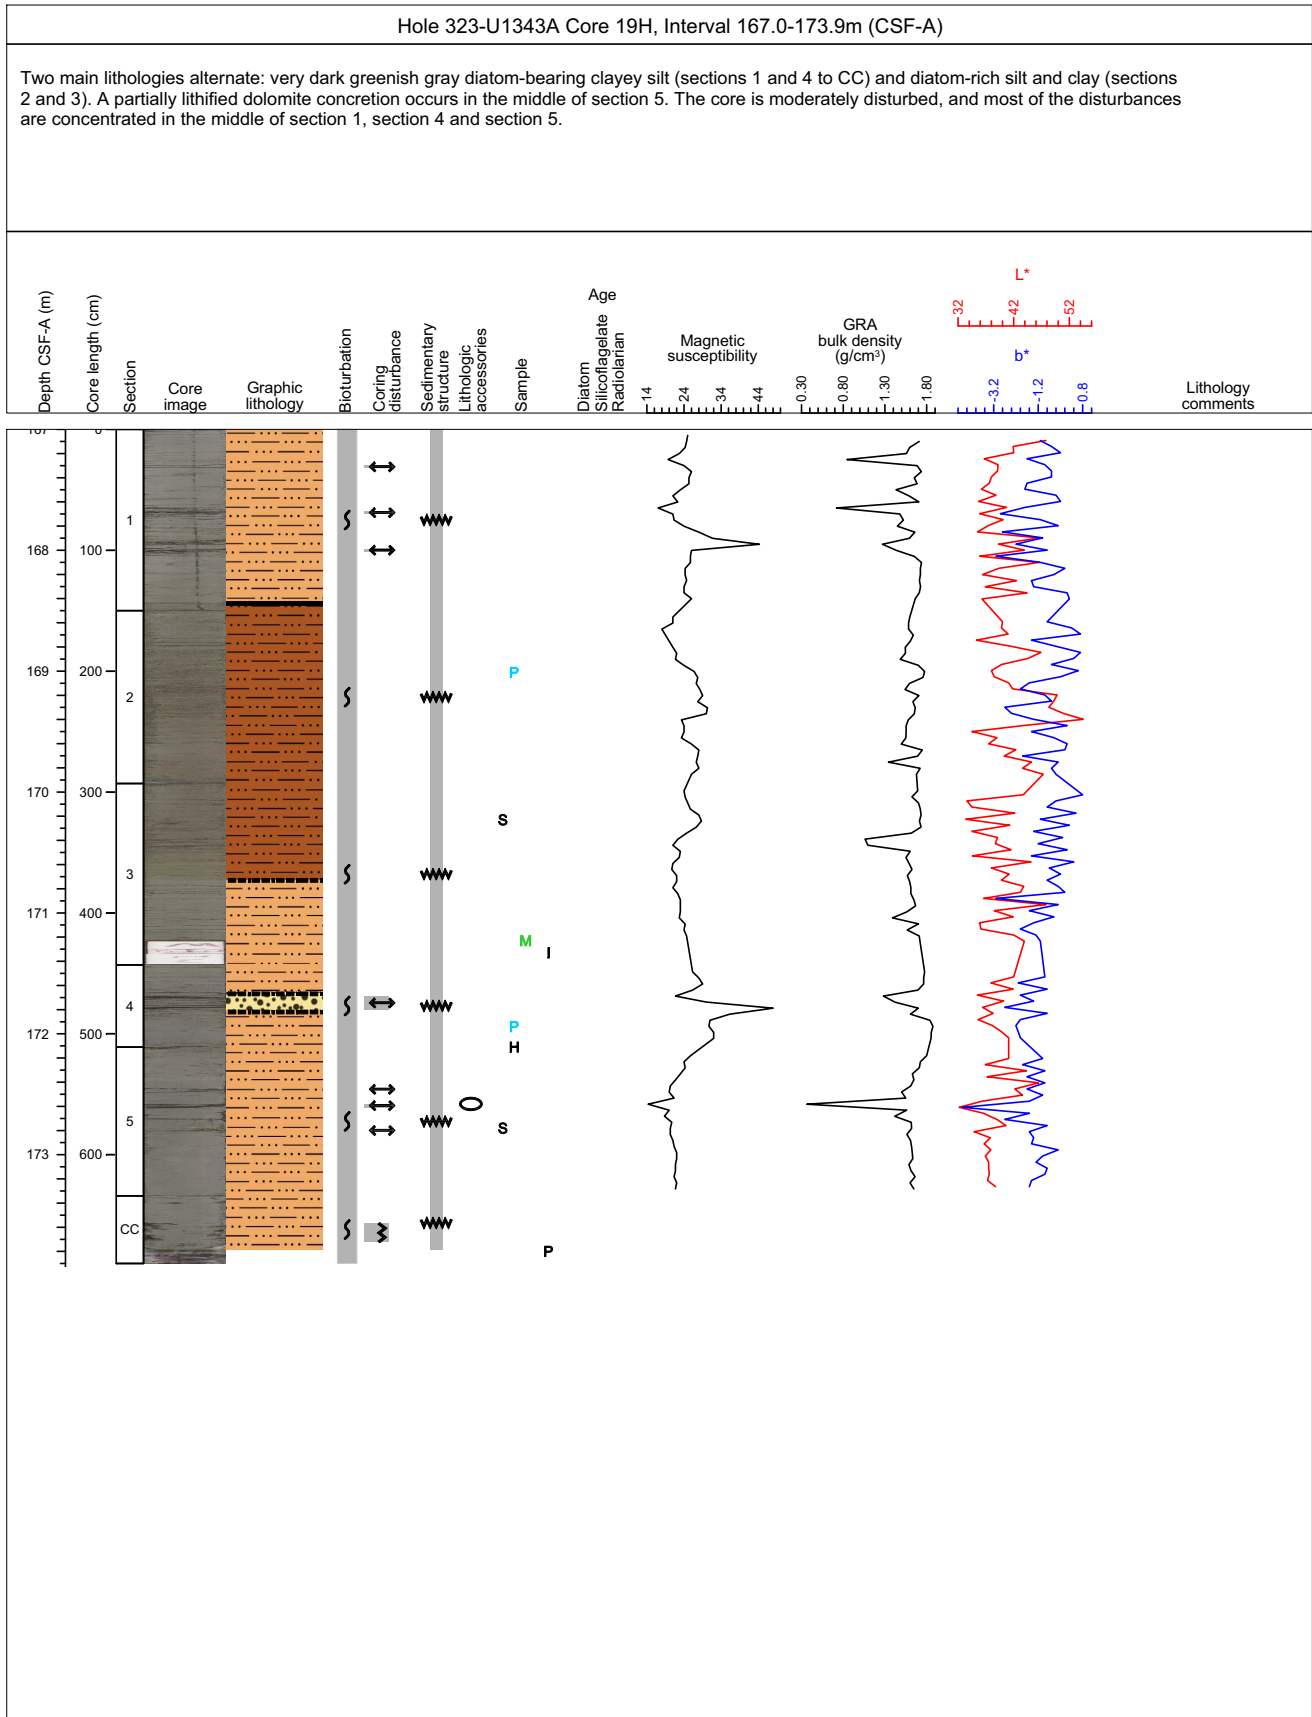 Hole 323-U1343A Core 19H, Interval 167.0-173.9m (CSF-A)
Two main lithologies alternate: very dark greenish gray diatom-bearing clayey silt (sections 1 and 4 to CC) and diatom-rich silt and clay (sections
2 and 3). A partially lithified dolomite concretion occurs in the middle of section 5. The core is moderately disturbed, and most of the disturbances
are concentrated in the middle of section 1, section 4 and section 5.
Depth CSF-A (m)
Core length (cm)
Section
Core
image
Graphic
lithology
Bioturbation
Coring
disturbance
Sedimentary
structure
Lithologic
accessories
Sample
Age
Diatom
Silicoflagelate
Radiolarian
Magnetic
susceptibility
14 24 34 44
GRA
bulk density
(g/cm³)
0.30 0.80 1.30 1.80
L*
32 42 52
b*
-3.2 -1.2 0.8
Lithology
comments
167 0
1
168 100
169 200
P
2
170 300
S
3
171 400
M
I
4
P
172 500
H
5
S
173 600
CC
P